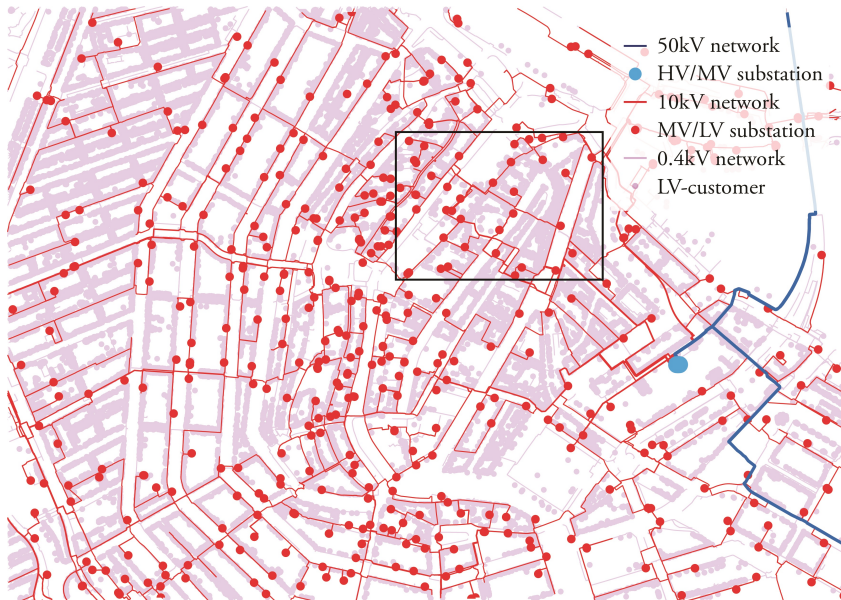 50kV network
HV/MV substation
10kV network
MV/LV substation
0.4kV network
LV-customer